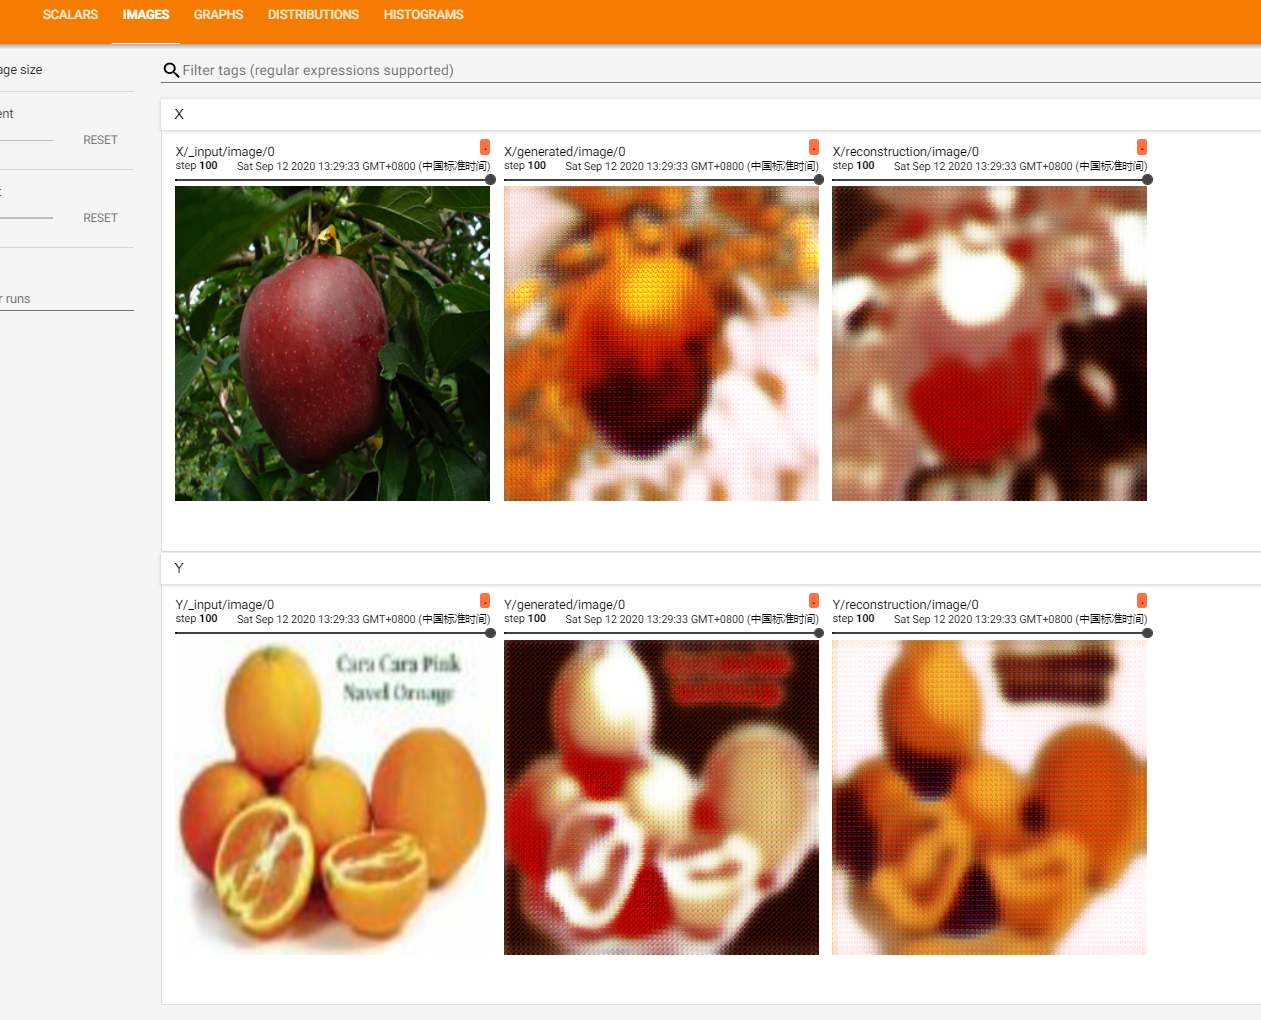 SCALARS IMAGES GRAPHS DISTRIBUTIONS HISTOGRAMS
age size
Filter tags (regular expressions supported)
ent
RESET
t
RESET
r runs
X
X/_input/image/0
step 100 Sat Sep 12 2020 13:29:33 GMT+0800 (中国标准时间)
X/generated/image/0
step 100 Sat Sep 12 2020 13:29:33 GMT+0800 (中国标准时间)
X/reconstruction/image/0
step 100 Sat Sep 12 2020 13:29:33 GMT+0800 (中国标准时间)
Y
Y/_input/image/0
step 100 Sat Sep 12 2020 13:29:33 GMT+0800 (中国标准时间)
Y/generated/image/0
step 100 Sat Sep 12 2020 13:29:33 GMT+0800 (中国标准时间)
Y/reconstruction/image/0
step 100 Sat Sep 12 2020 13:29:33 GMT+0800 (中国标准时间)
Cara Cara Pink
Navel Ornage